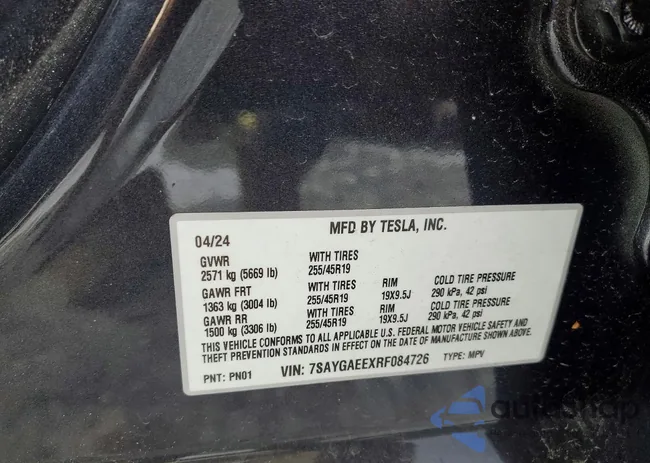 MFD BY TESLA, INC.
04/24
GVWR WITH TIRES
2571 kg (5669 lb) 255/45R19
GAWR FRT WITH TIRES RIM COLD TIRE PRESSURE
1363 kg (3004 lb) 255/45R19 19X9.5J 290 kPa, 42 psi
GAWR RR WITH TIRES RIM COLD TIRE PRESSURE
1500 kg (3306 lb) 255/45R19 19X9.5J 290 kPa, 42 psi
THIS VEHICLE CONFORMS TO ALL APPLICABLE U.S. FEDERAL MOTOR VEHICLE SAFETY AND
THEFT PREVENTION STANDARDS IN EFFECT ON THE DATE OF MANUFACTURE SHOWN ABOVE.
PNT: PN01 VIN: 7SAYGAEEXRF084726 TYPE: MPV
autoshap